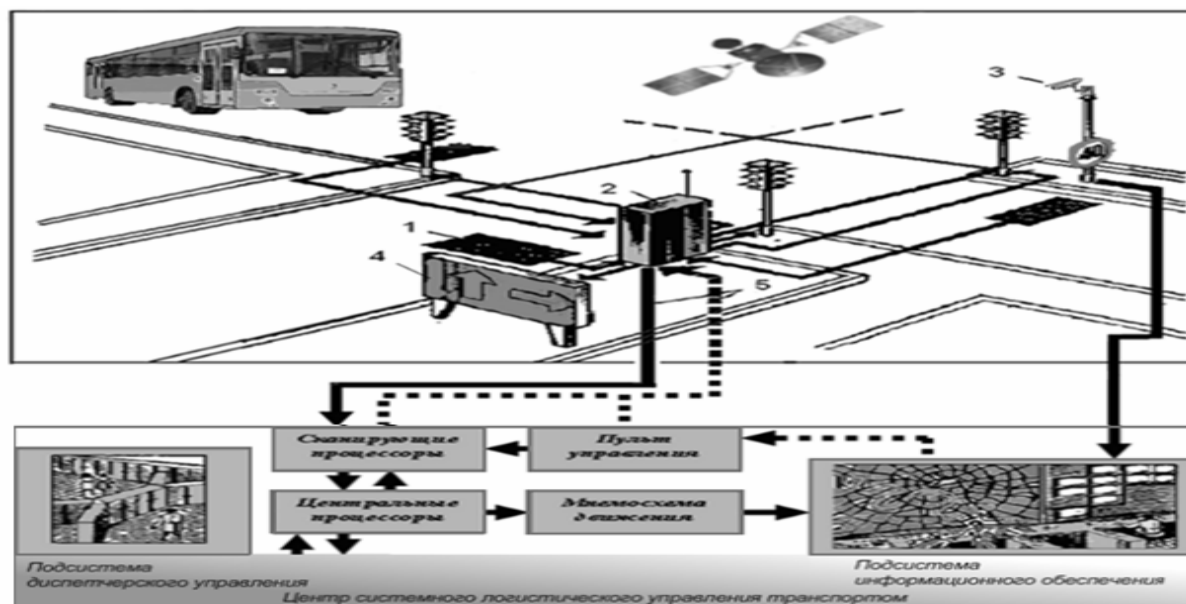 3
2
1
4
5
Сканирующие
процессоры
Пульт
управления
Центральные
процессоры
Мнемосхема
движения
Подсистема
диспетчерского управления
Подсистема
информационного обеспечения
Центр системного логистического управления транспортом